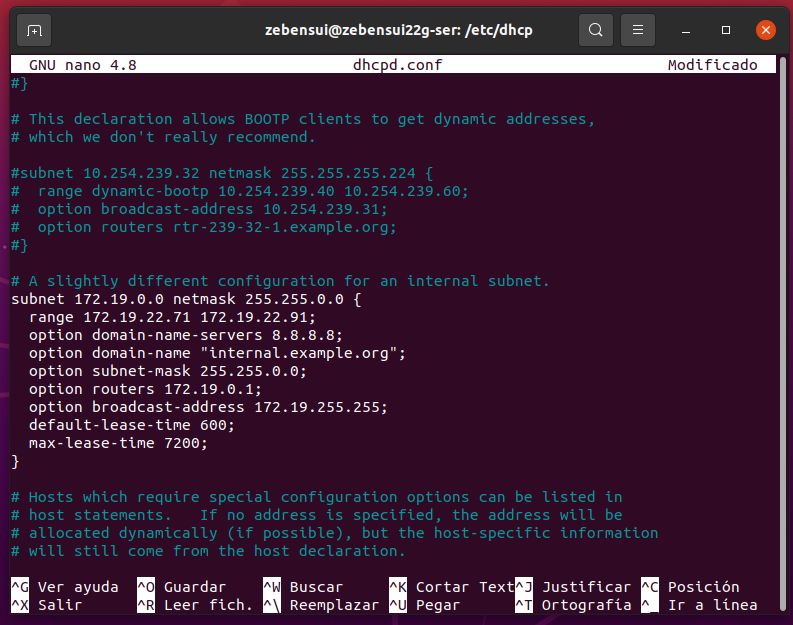 zebensui@zebensui22g-ser: /etc/dhcp
GNU nano 4.8 dhcpd.conf Modificado
#}
# This declaration allows BOOTP clients to get dynamic addresses,
# which we don't really recommend.
#subnet 10.254.239.32 netmask 255.255.255.224 {
#  range dynamic-bootp 10.254.239.40 10.254.239.60;
#  option broadcast-address 10.254.239.31;
#  option routers rtr-239-32-1.example.org;
#}
# A slightly different configuration for an internal subnet.
subnet 172.19.0.0 netmask 255.255.0.0 {
  range 172.19.22.71 172.19.22.91;
  option domain-name-servers 8.8.8.8;
  option domain-name "internal.example.org";
  option subnet-mask 255.255.0.0;
  option routers 172.19.0.1;
  option broadcast-address 172.19.255.255;
  default-lease-time 600;
  max-lease-time 7200;
}
# Hosts which require special configuration options can be listed in
# host statements.   If no address is specified, the address will be
# allocated dynamically (if possible), but the host-specific information
# will still come from the host declaration.
^G Ver ayuda ^O Guardar ^W Buscar ^K Cortar Text^J Justificar ^C Posición
^X Salir ^R Leer fich. ^\ Reemplazar ^U Pegar ^T Ortografía ^_ Ir a línea